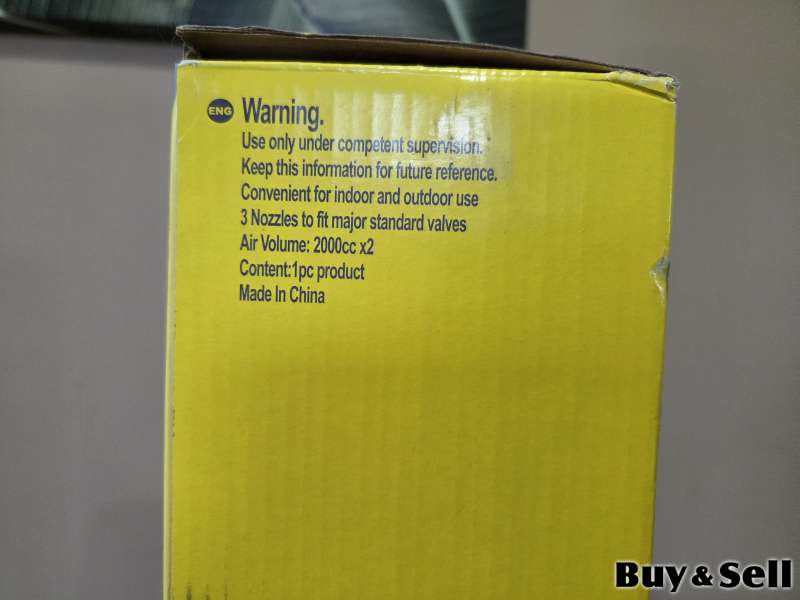 ENG Warning.
Use only under competent supervision.
Keep this information for future reference.
Convenient for indoor and outdoor use
3 Nozzles to fit major standard valves
Air Volume: 2000cc x2
Content:1pc product
Made In China
Buy & Sell